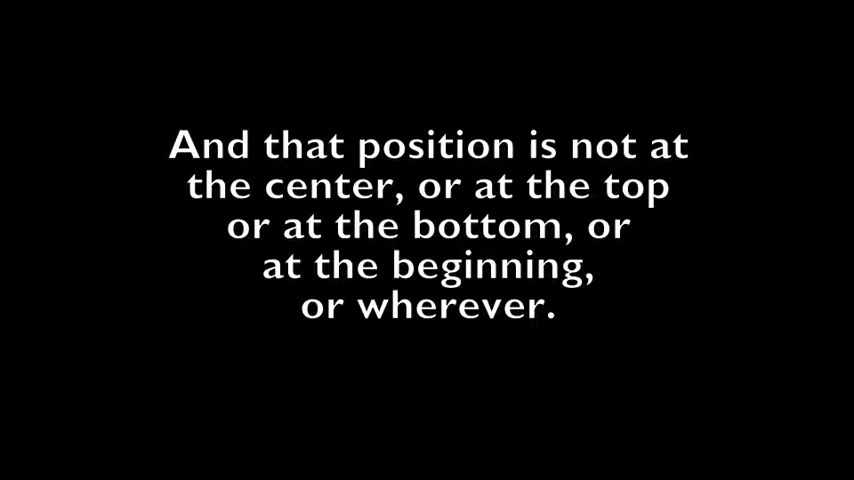 And that position is not at
the center, or at the top
or at the bottom, or
at the beginning,
or wherever.